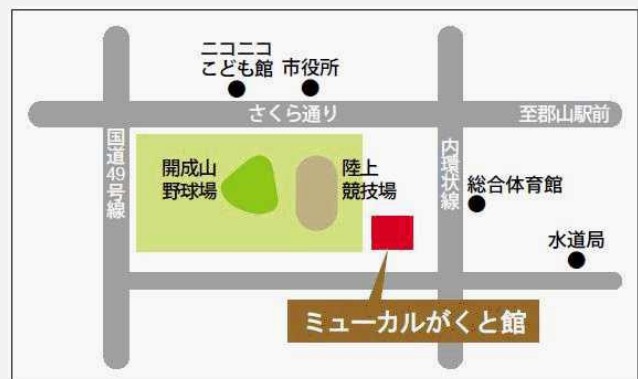 ニコニコ
こども館
市役所
さくら通り
至郡山駅前
国道49号線
開成山
野球場
陸上
競技場
内環状線
総合体育館
水道局
ミューカルがくと館